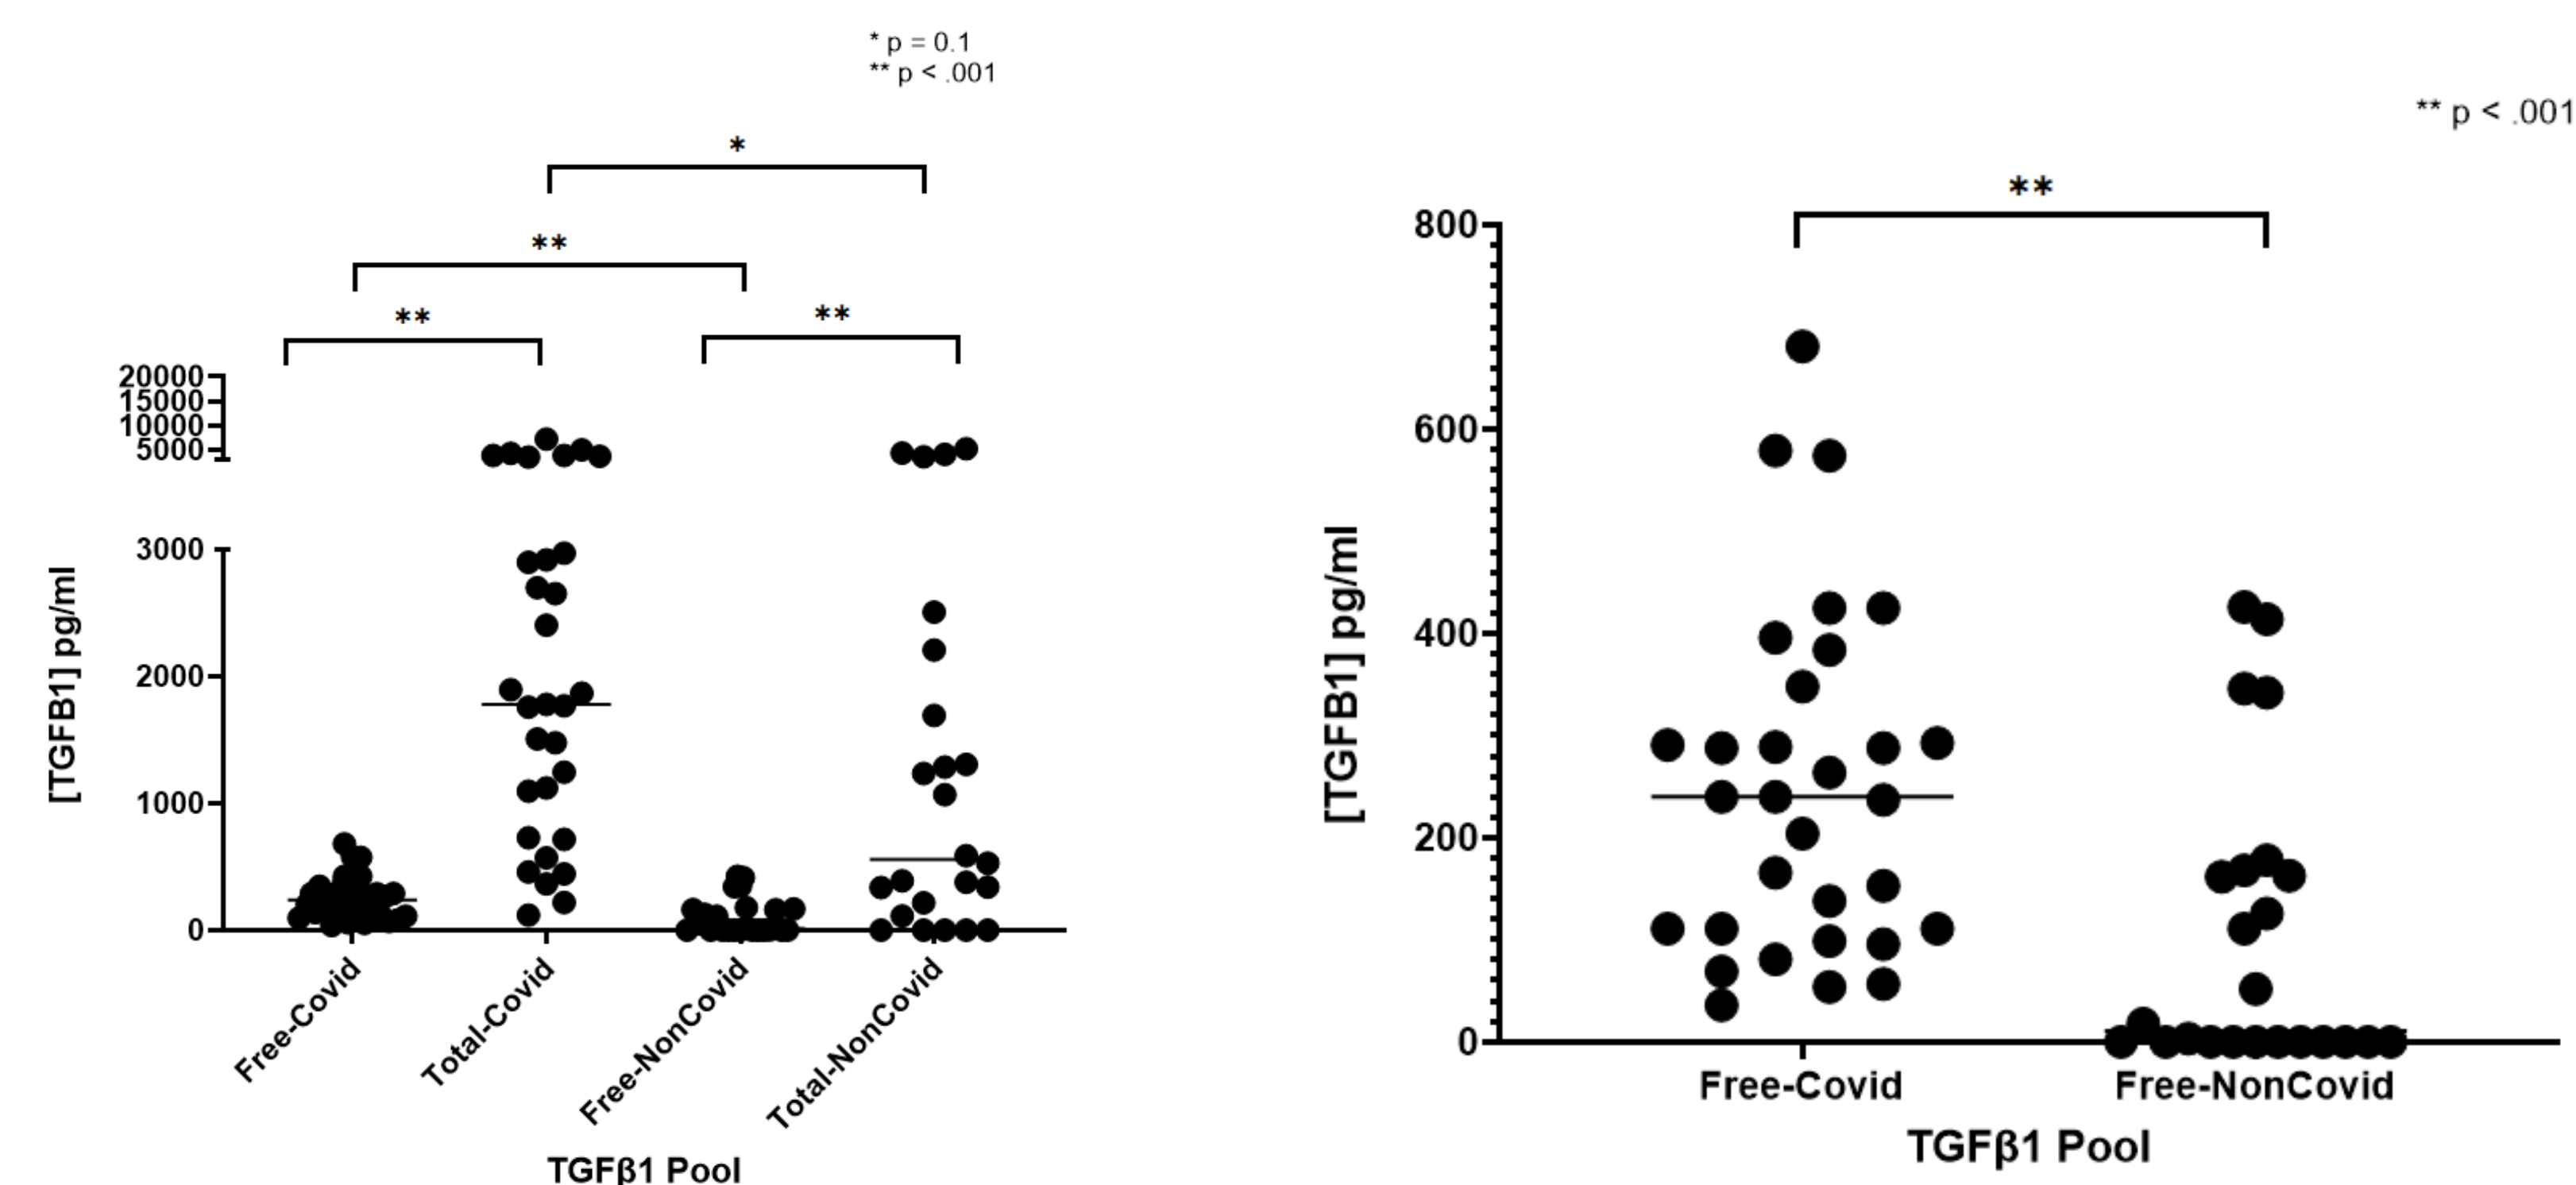 * p = 0.1
** p < .001
*
**
**
**
20000
15000
10000
5000
3000
2000
1000
0
[TGFB1] pg/ml
Free-Covid
Total-Covid
Free-NonCovid
Total-NonCovid
TGFβ1 Pool
** p < .001
**
800
600
400
200
0
[TGFB1] pg/ml
Free-Covid
Free-NonCovid
TGFβ1 Pool